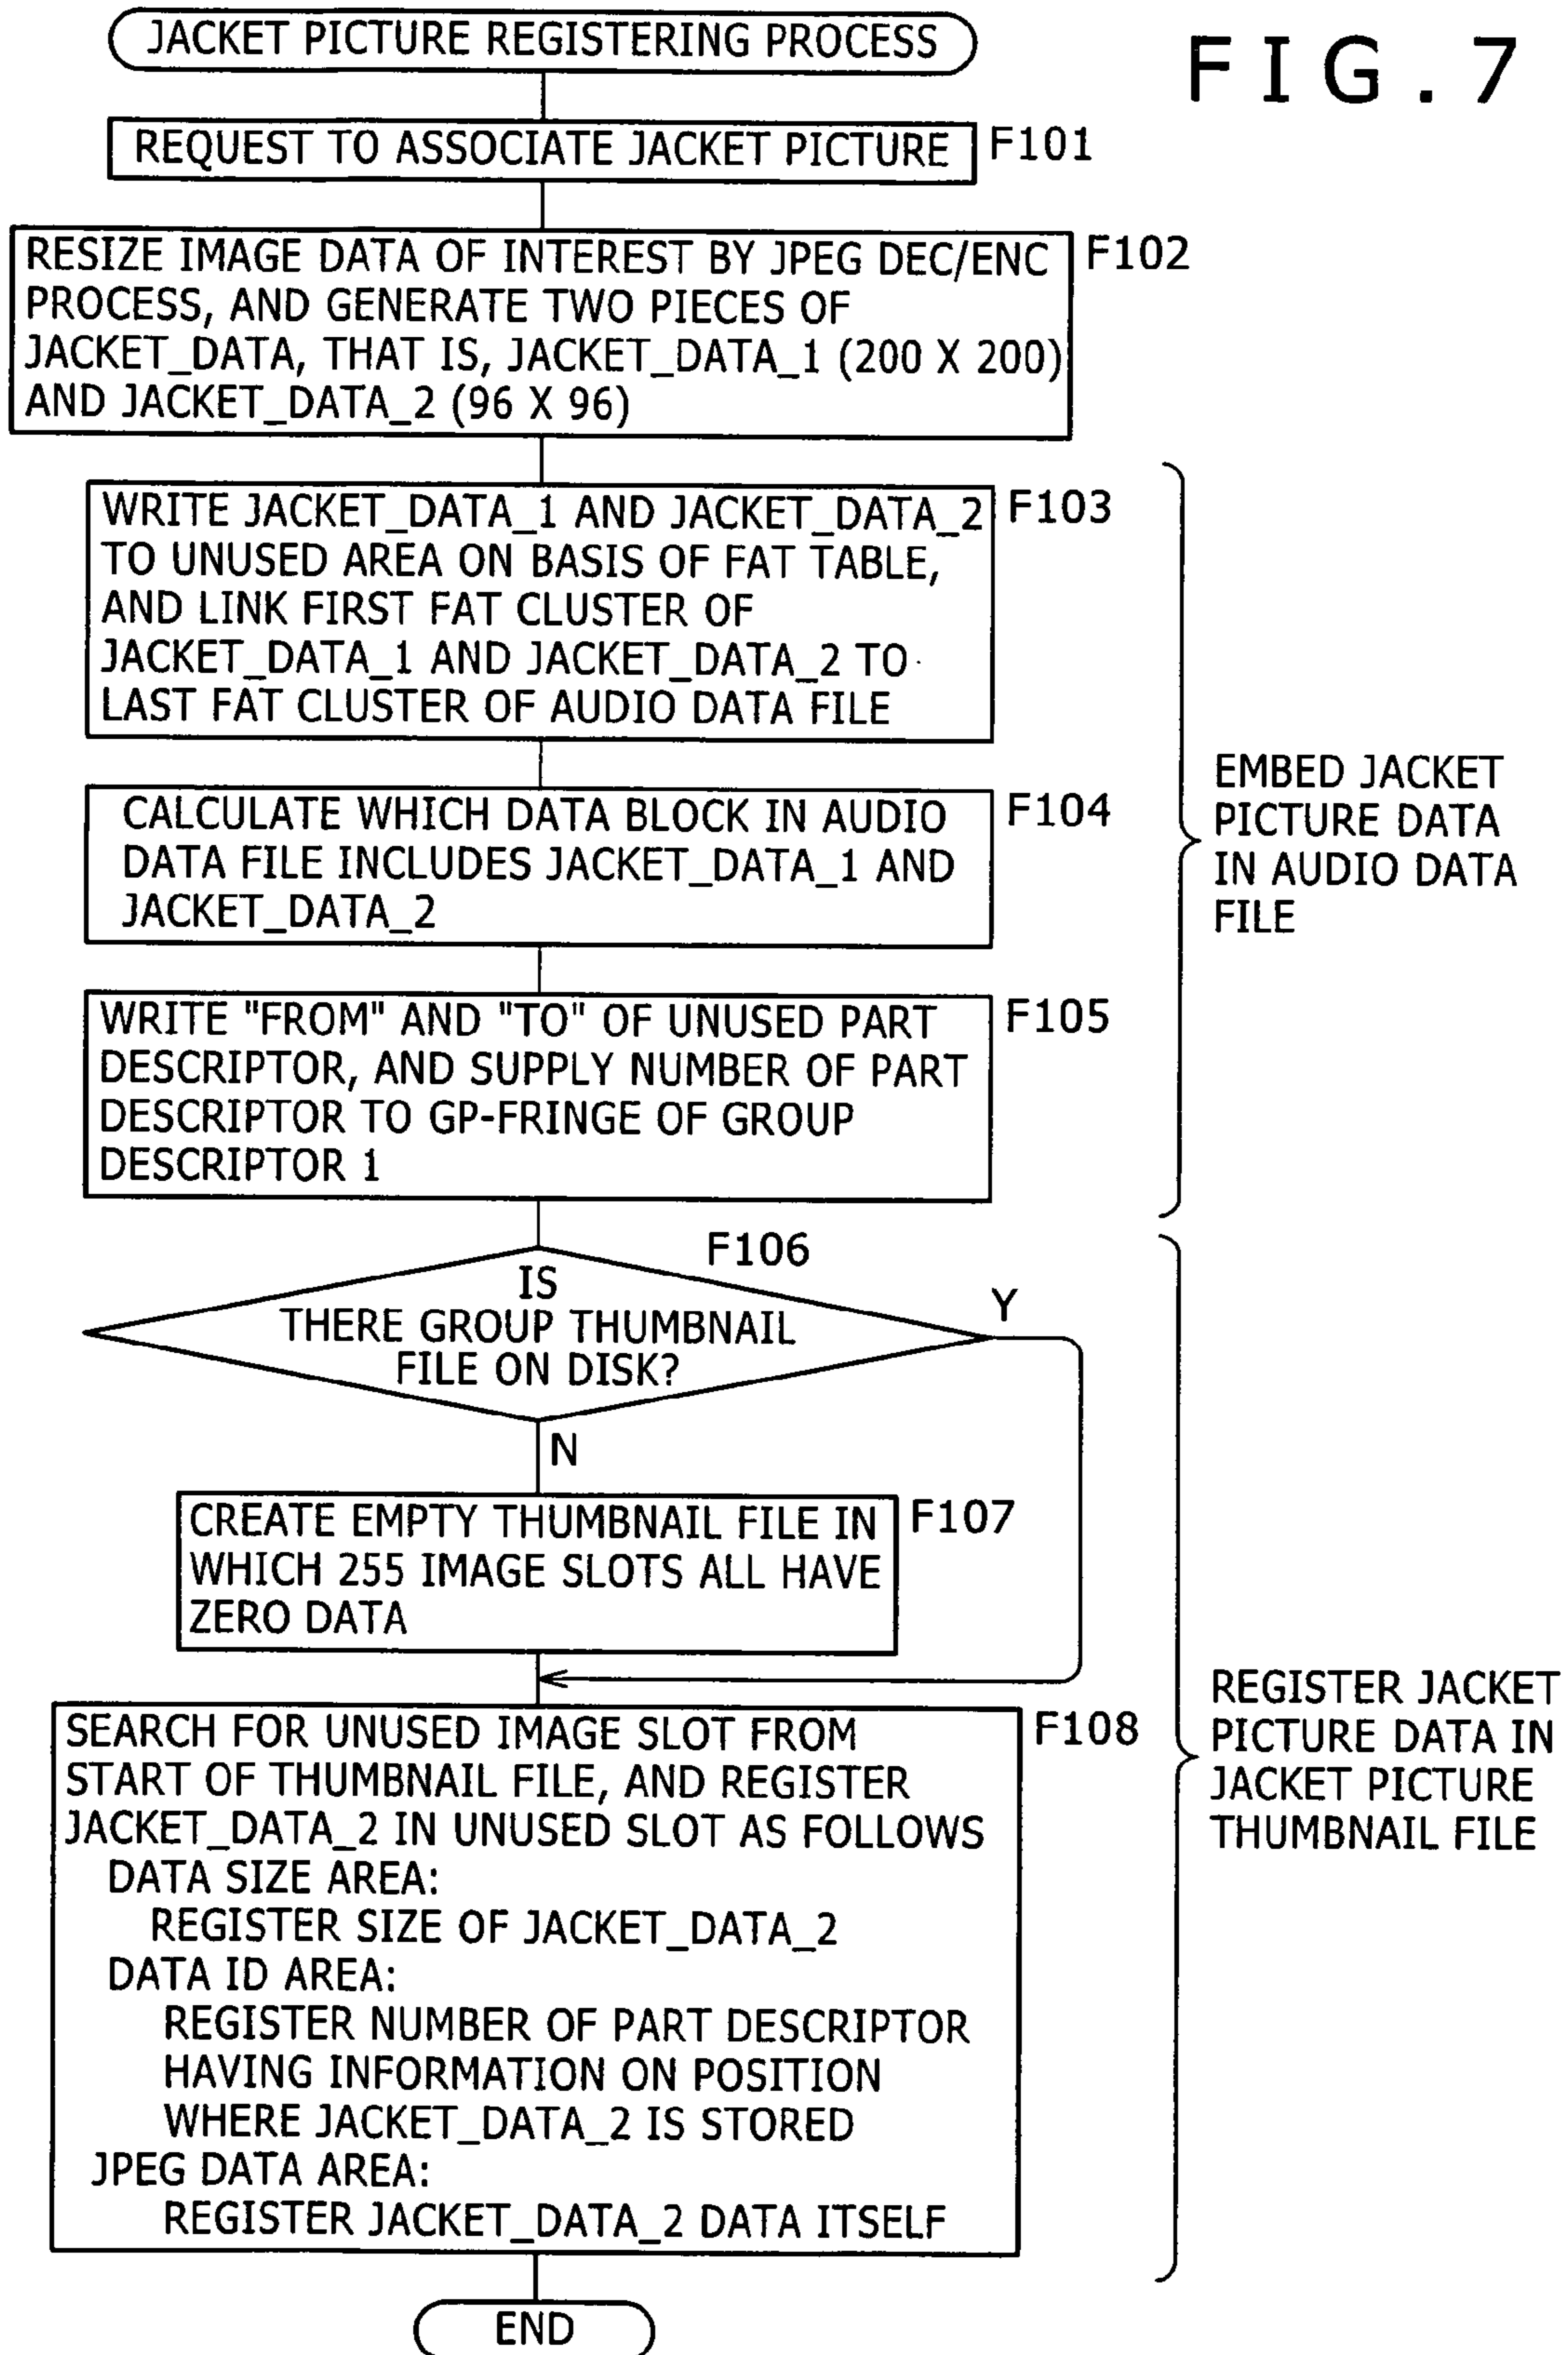 FIG.7
JACKET PICTURE REGISTERING PROCESS
REQUEST TO ASSOCIATE JACKET PICTURE
F101
RESIZE IMAGE DATA OF INTEREST BY JPEG DEC/ENC
PROCESS, AND GENERATE TWO PIECES OF
JACKET_DATA, THAT IS, JACKET_DATA_1 (200 X 200)
AND JACKET_DATA_2 (96 X 96)
F102
WRITE JACKET_DATA_1 AND JACKET_DATA_2
TO UNUSED AREA ON BASIS OF FAT TABLE,
AND LINK FIRST FAT CLUSTER OF
JACKET_DATA_1 AND JACKET_DATA_2 TO
LAST FAT CLUSTER OF AUDIO DATA FILE
F103
CALCULATE WHICH DATA BLOCK IN AUDIO
DATA FILE INCLUDES JACKET_DATA_1 AND
JACKET_DATA_2
F104
WRITE "FROM" AND "TO" OF UNUSED PART
DESCRIPTOR, AND SUPPLY NUMBER OF PART
DESCRIPTOR TO GP-FRINGE OF GROUP
DESCRIPTOR 1
F105
EMBED JACKET
PICTURE DATA
IN AUDIO DATA
FILE
F106
IS
THERE GROUP THUMBNAIL
FILE ON DISK?
Y
N
CREATE EMPTY THUMBNAIL FILE IN
WHICH 255 IMAGE SLOTS ALL HAVE
ZERO DATA
F107
SEARCH FOR UNUSED IMAGE SLOT FROM
START OF THUMBNAIL FILE, AND REGISTER
JACKET_DATA_2 IN UNUSED SLOT AS FOLLOWS
DATA SIZE AREA:
REGISTER SIZE OF JACKET_DATA_2
DATA ID AREA:
REGISTER NUMBER OF PART DESCRIPTOR
HAVING INFORMATION ON POSITION
WHERE JACKET_DATA_2 IS STORED
JPEG DATA AREA:
REGISTER JACKET_DATA_2 DATA ITSELF
F108
REGISTER JACKET
PICTURE DATA IN
JACKET PICTURE
THUMBNAIL FILE
END